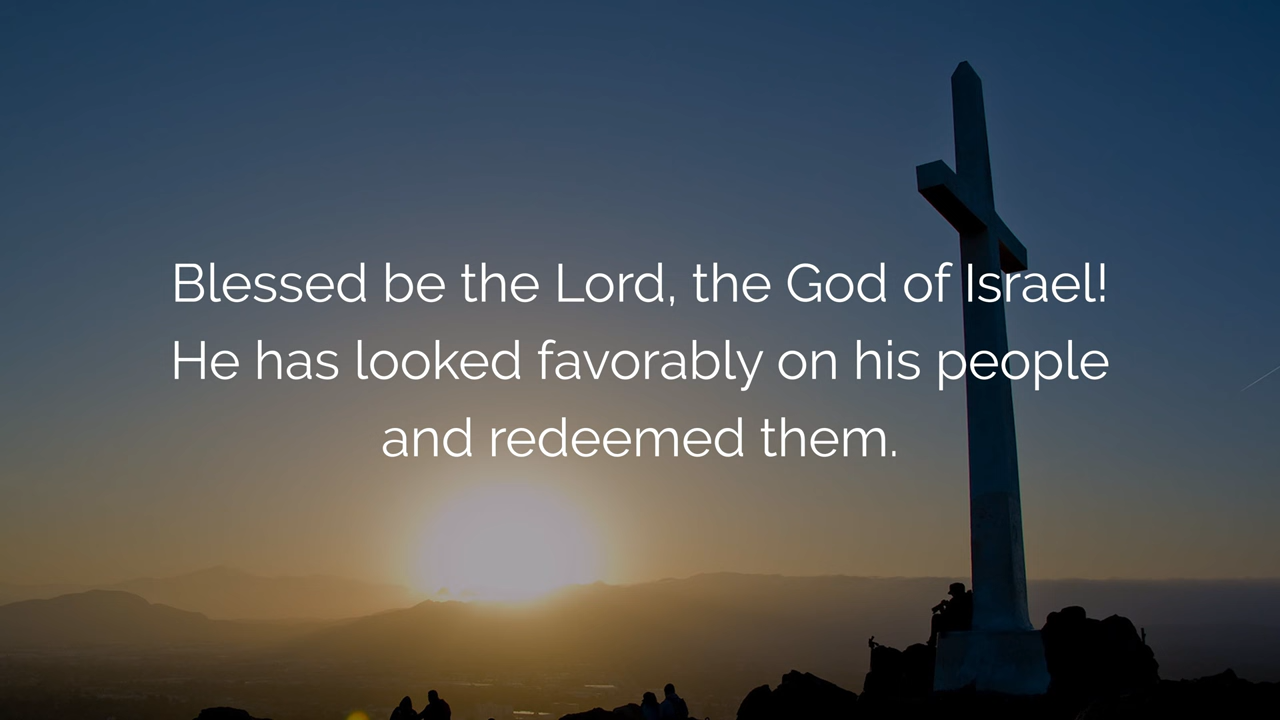 Blessed be the Lord, the God of Israel!
He has looked favorably on his people
and redeemed them.